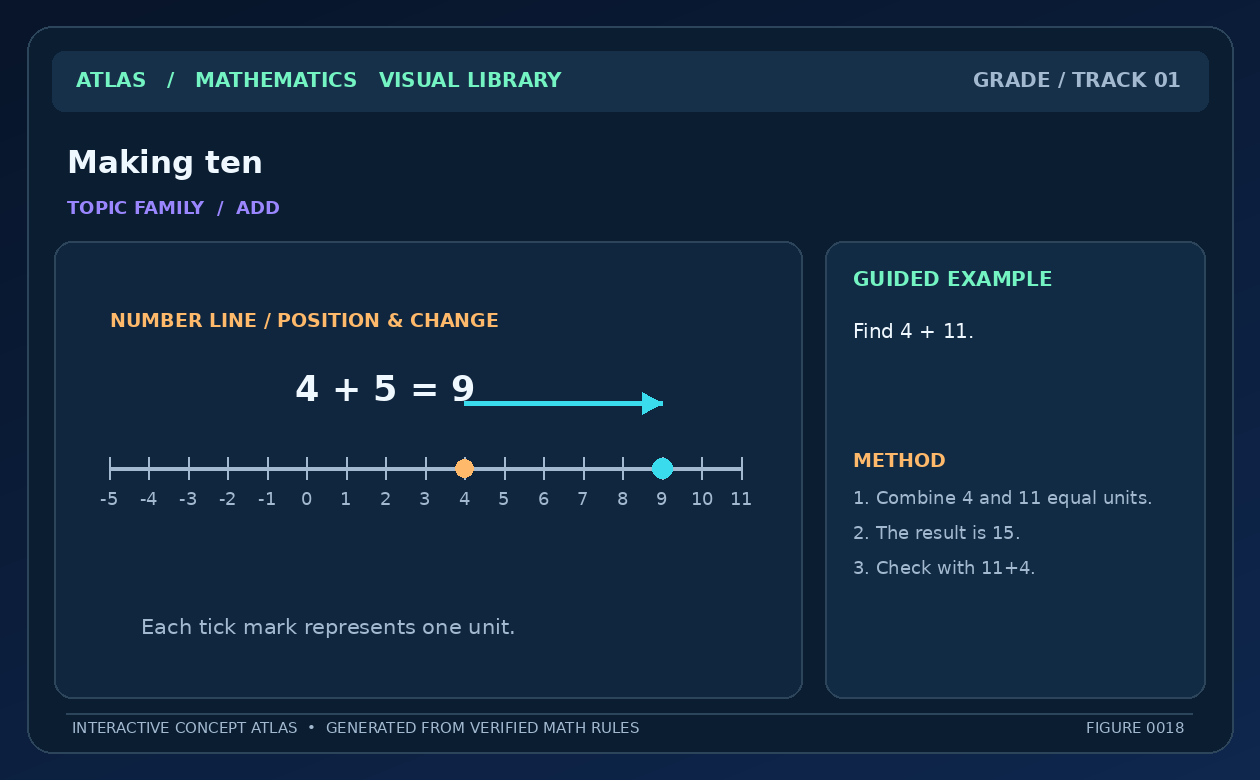 ATLAS / MATHEMATICS VISUAL LIBRARY
GRADE / TRACK 01
Making ten
TOPIC FAMILY / ADD
NUMBER LINE / POSITION & CHANGE
4 + 5 = 9
-5 -4 -3 -2 -1 0 1 2 3 4 5 6 7 8 9 10 11
Each tick mark represents one unit.
GUIDED EXAMPLE
Find 4 + 11.
METHOD
1. Combine 4 and 11 equal units.
2. The result is 15.
3. Check with 11+4.
INTERACTIVE CONCEPT ATLAS • GENERATED FROM VERIFIED MATH RULES
FIGURE 0018